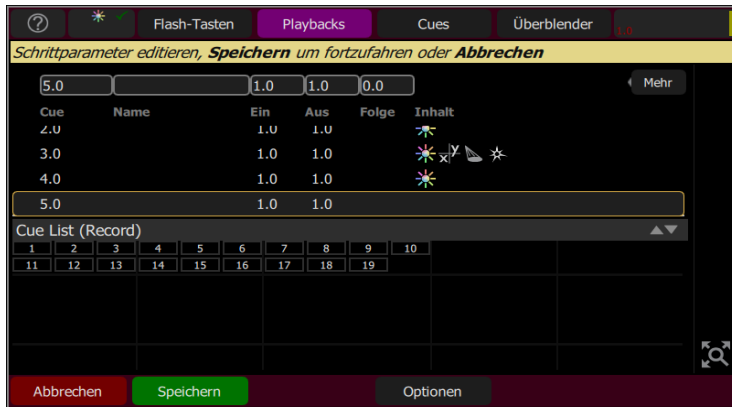 ? Flash-Tasten Playbacks Cues Überblender
Schrittparameter editieren, Speichern um fortzufahren oder Abbrechen
5.0 1.0 1.0 0.0 Mehr
Cue Name Ein Aus Folge Inhalt
2.0 1.0 1.0
3.0 1.0 1.0 x y
4.0 1.0 1.0
5.0 1.0 1.0
Cue List (Record)
1 2 3 4 5 6 7 8 9 10
11 12 13 14 15 16 17 18 19
Abbrechen Speichern Optionen